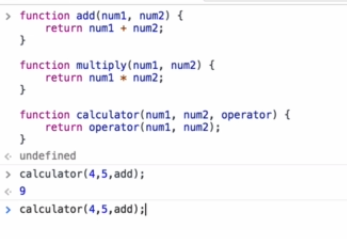 > function add(num1, num2) {
    return num1 + num2;
}
function multiply(num1, num2) {
    return num1 * num2;
}
function calculator(num1, num2, operator) {
    return operator(num1, num2);
}
< undefined
> calculator(4,5,add);
< 9
> calculator(4,5,add);